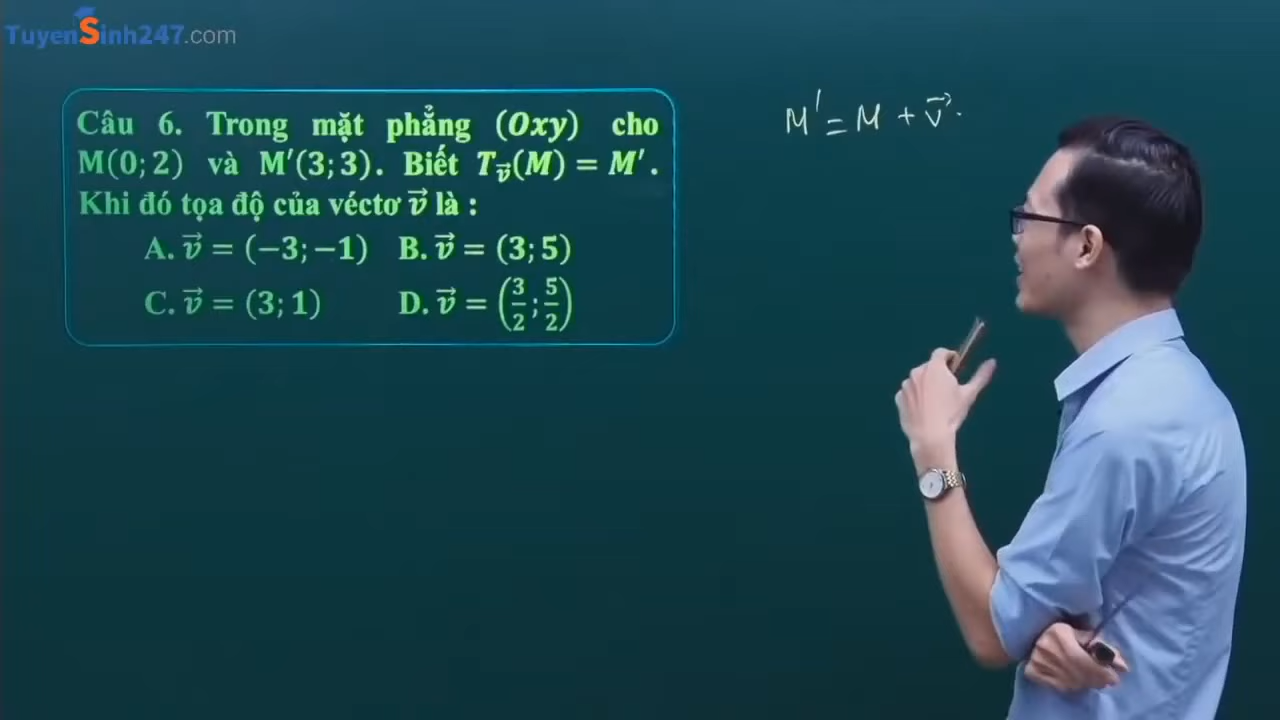 TuyenSinh247.com
Câu 6. Trong mặt phẳng (Oxy) cho
M(0; 2) và M′(3; 3). Biết T_v⃗(M) = M′.
Khi đó tọa độ của véctơ v⃗ là :
A. v⃗ = (−3; −1) B. v⃗ = (3; 5)
C. v⃗ = (3; 1) D. v⃗ = (3/2; 5/2)
M' = M + v⃗.